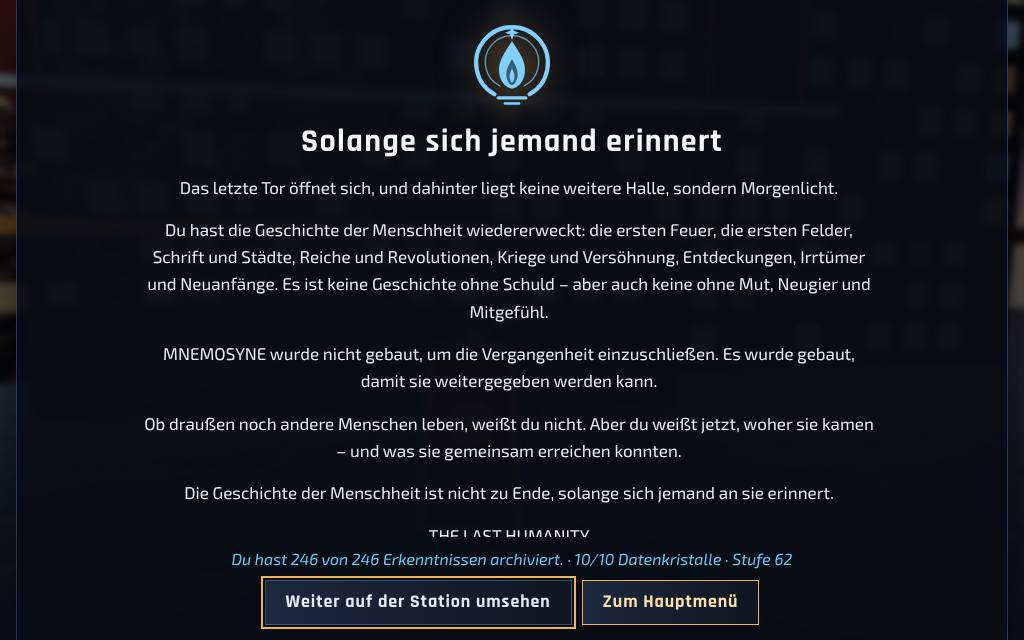 Solange sich jemand erinnert
Das letzte Tor öffnet sich, und dahinter liegt keine weitere Halle, sondern Morgenlicht.
Du hast die Geschichte der Menschheit wiedererweckt: die ersten Feuer, die ersten Felder,
Schrift und Städte, Reiche und Revolutionen, Kriege und Versöhnung, Entdeckungen, Irrtümer
und Neuanfänge. Es ist keine Geschichte ohne Schuld – aber auch keine ohne Mut, Neugier und
Mitgefühl.
MNEMOSYNE wurde nicht gebaut, um die Vergangenheit einzuschließen. Es wurde gebaut,
damit sie weitergegeben werden kann.
Ob draußen noch andere Menschen leben, weißt du nicht. Aber du weißt jetzt, woher sie kamen
– und was sie gemeinsam erreichen konnten.
Die Geschichte der Menschheit ist nicht zu Ende, solange sich jemand an sie erinnert.
THE LAST HUMANITY
Du hast 246 von 246 Erkenntnissen archiviert. · 10/10 Datenkristalle · Stufe 62
Weiter auf der Station umsehen
Zum Hauptmenü